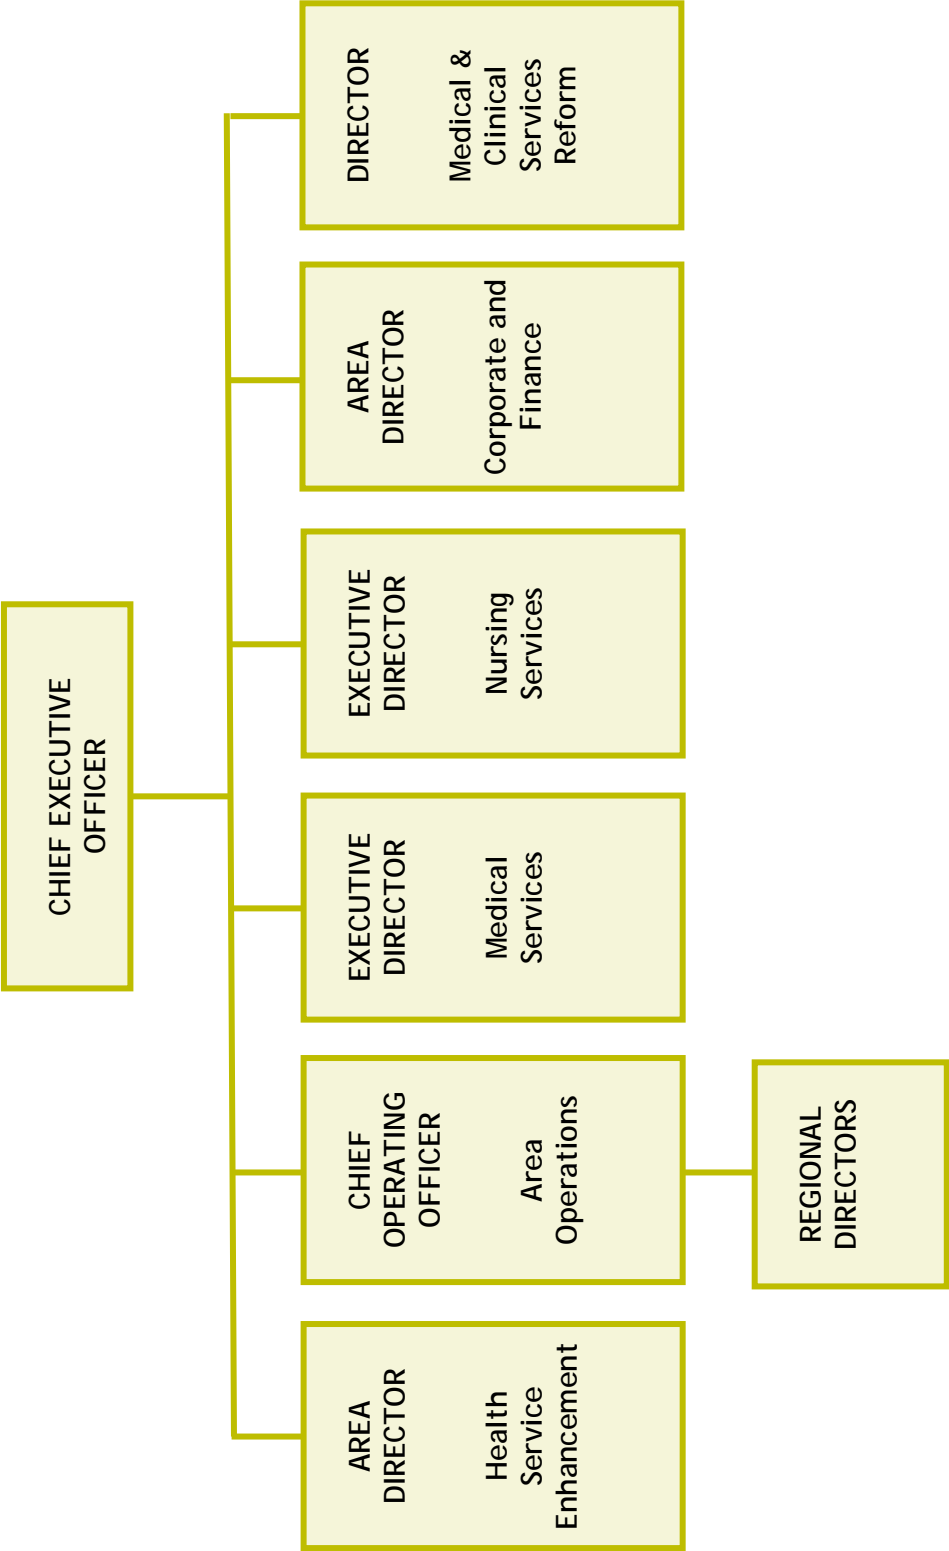 CHIEF EXECUTIVE
OFFICER
AREA
DIRECTOR
Health
Service
Enhancement
CHIEF
OPERATING
OFFICER
Area
Operations
EXECUTIVE
DIRECTOR
Medical
Services
EXECUTIVE
DIRECTOR
Nursing
Services
AREA
DIRECTOR
Corporate and
Finance
DIRECTOR
Medical &
Clinical
Services
Reform
REGIONAL
DIRECTORS